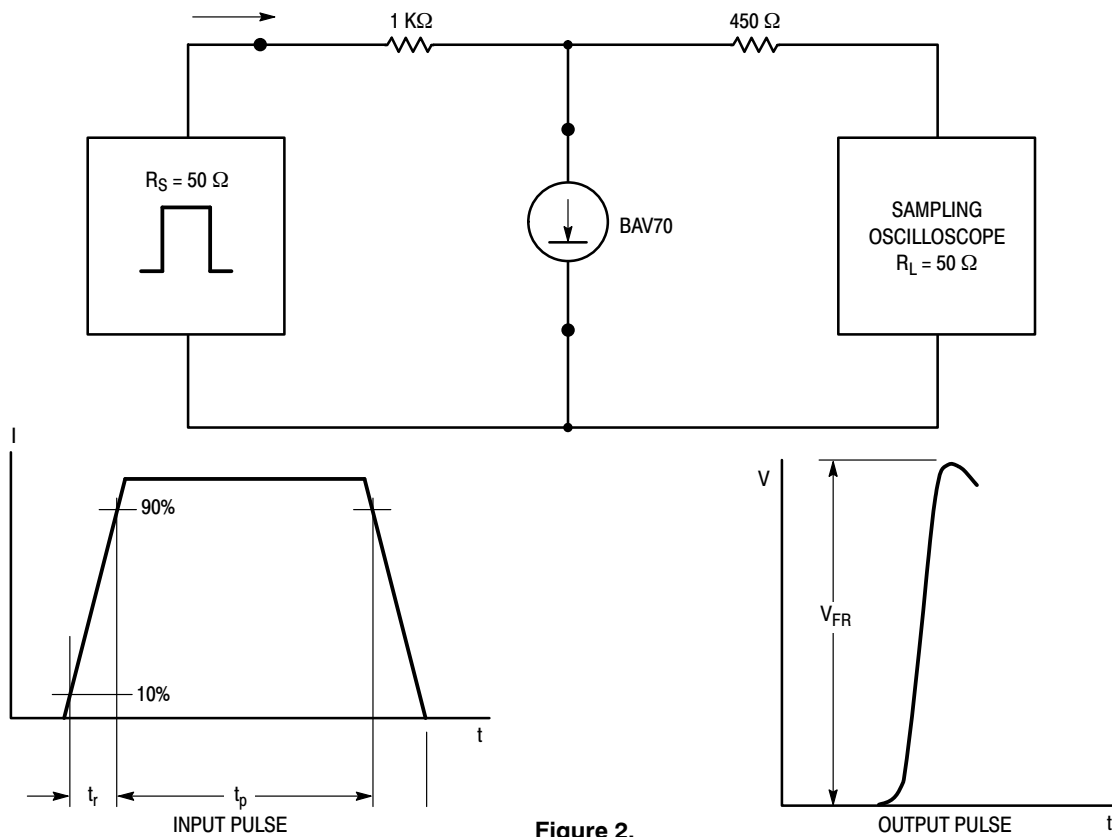 1 KΩ
450 Ω
R_S = 50 Ω
BAV70
SAMPLING
OSCILLOSCOPE
R_L = 50 Ω
I
90%
10%
t
t_r
t_p
INPUT PULSE
V
V_FR
t
OUTPUT PULSE
Figure 2.